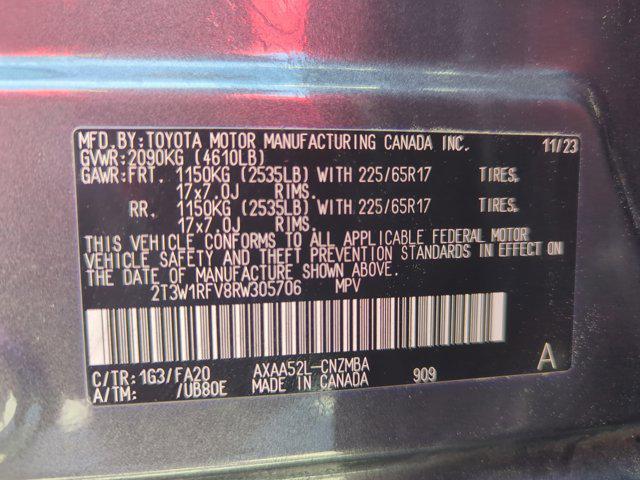 MFD. BY: TOYOTA MOTOR MANUFACTURING CANADA INC. 11/23
GVWR: 2090KG (4610LB)
GAWR: FRT. 1150KG (2535LB) WITH 225/65R17 TIRES,
17x7.0J RIMS.
RR. 1150KG (2535LB) WITH 225/65R17 TIRES,
17x7.0J RIMS.
THIS VEHICLE CONFORMS TO ALL APPLICABLE FEDERAL MOTOR
VEHICLE SAFETY AND THEFT PREVENTION STANDARDS IN EFFECT ON
THE DATE OF MANUFACTURE SHOWN ABOVE.
2T3W1RFV8RW305706 MPV
C/TR: 1G3/FA20 AXAA52L-CNZMBA 909 A
A/TM: /UB80E MADE IN CANADA